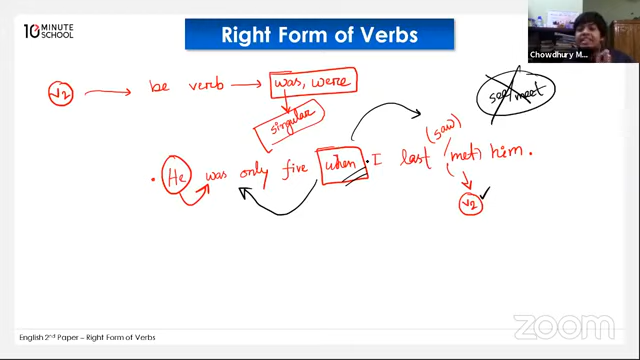 10 MINUTE SCHOOL
Right Form of Verbs
Chowdhury M...
v2 → be verb → was, were
see/meet
singular
(saw)
• He was only five when • I last / (met) him.
v2 ✓
English 2nd Paper – Right Form of Verbs
zoom